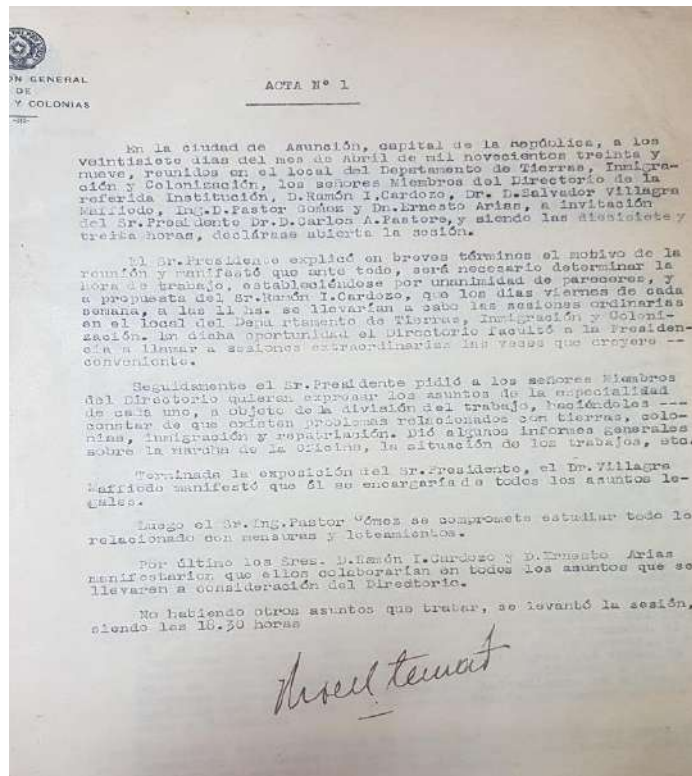 ÓN GENERAL
DE
Y COLONIAS
ACTA Nº 1
En la ciudad de Asunción, capital de la República, a los
veintisiete dias del mes de Abril de mil novecientos treinta y
nueve, reunidos en el local del Departamento de Tierras, Inmigra-
ción y Colonización, los señores Miembros del Directorio de la
referida Institución, D.Ramón I.Cardozo, Dr. D.Salvador Villagra
Maffiodo, Ing.D.Pastor Gómez y Dn.Ernesto Arias, a invitación
del Sr.Presidente Dr.D.Carlos A.Pastore,y siendo las diesisiete y
treita horas, declárase abierta la sesión.
El Sr.Presidente explicó en breves términos el motivo de la
reunión y manifestó que ante todo, será necesario determinar la
hora de trabajo, estableciéndose por unanimidad de pareceres, y
a propuesta del Sr.Ramón I.Cardozo, que los días viernes de cada
semana, a las 11 hs. se llevarían a cabo las sesiones ordinarias
en el local del Depa rtamento de Tierras, Inmigración y Coloni-
zación. En dicha oportunidad el Directorio facultó a la Presiden-
cia a llamar a sesiones extraordinarias las veces que creyere --
conveniente.
Seguidamente el Sr.Presidente pidió a los señores Miembros
del Directorio quieran expresar los asuntos de la especialidad
de cada uno, a objeto de la división del trabajo, haciéndoles ---
constar de que existen problemas relacionados con tierras, colo-
nias, inmigración y repatriación. Dió algunos informes generales
sobre la marcha de la oficina, la situación de los trabajos, etc.
Terminada la exposición del Sr.Presidente, el Dr.Villagra
Maffiodo manifestó que él se encargaría de todos los asuntos le-
gales.
Luego el Sr.Ing.Pastor Gómez se compromete estudiar todo lo
relacionado con mensuras y loteamientos.
Por último los Sres. D.Ramón I.Cardozo y D.Ernesto Arias
manifestarion que ellos colaborarían en todos los asuntos que se
llevaren a consideración del Directorio.
No habiendo otros asuntos que tratar, se levantó la sesión,
siendo las 18.30 horas